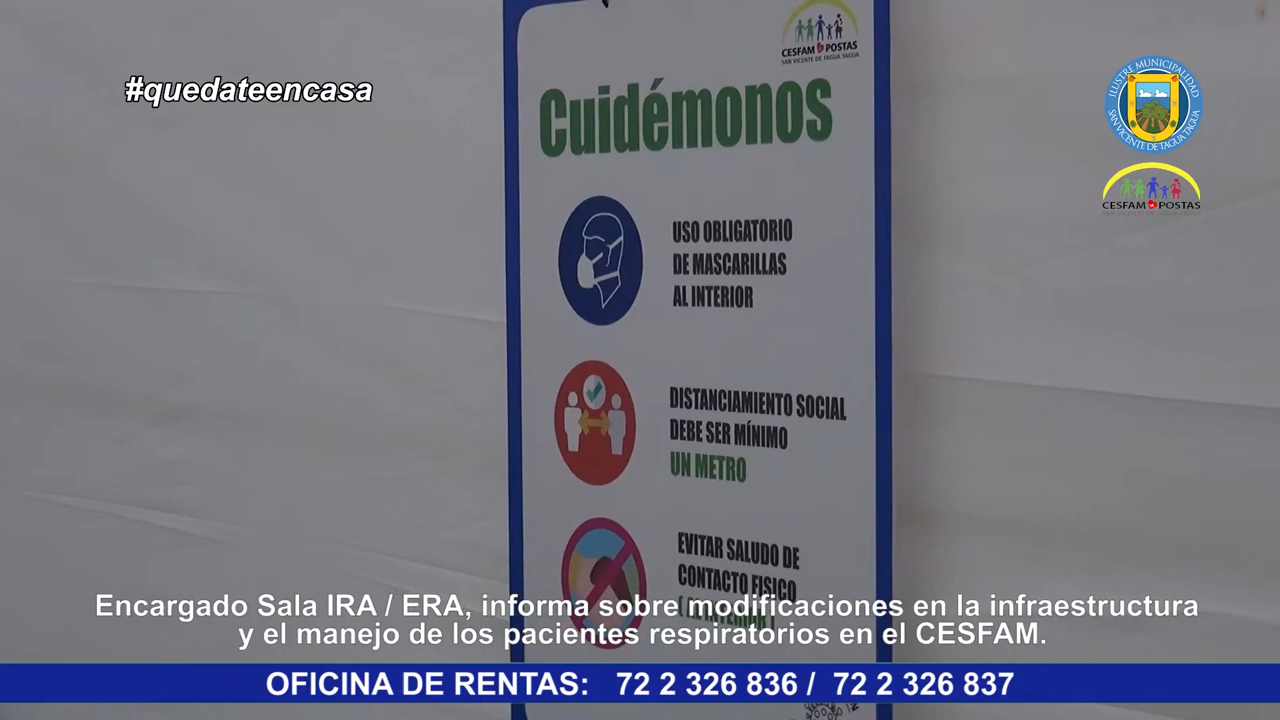 CESFAM POSTAS
SAN VICENTE DE TAGUA TAGUA
#quedateencasa
ILUSTRE MUNICIPALIDAD
SAN VICENTE DE TAGUA TAGUA
CESFAM POSTAS
Cuidémonos
USO OBLIGATORIO
DE MASCARILLAS
AL INTERIOR
DISTANCIAMIENTO SOCIAL
DEBE SER MÍNIMO
UN METRO
EVITAR SALUDO DE
CONTACTO FISICO
Encargado Sala IRA / ERA, informa sobre modificaciones en la infraestructura
y el manejo de los pacientes respiratorios en el CESFAM.
OFICINA DE RENTAS: 72 2 326 836 / 72 2 326 837